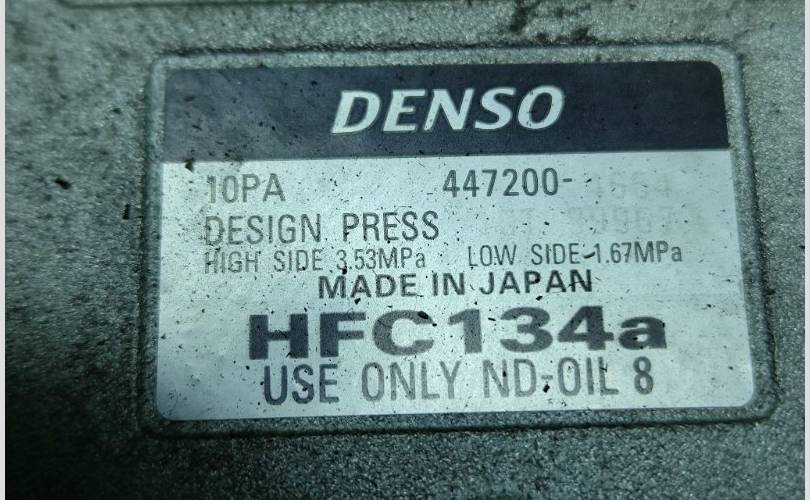 DENSO
10PA 447200-
DESIGN PRESS
HIGH SIDE 3.53MPa LOW SIDE 1.67MPa
MADE IN JAPAN
HFC134a
USE ONLY ND-OIL 8